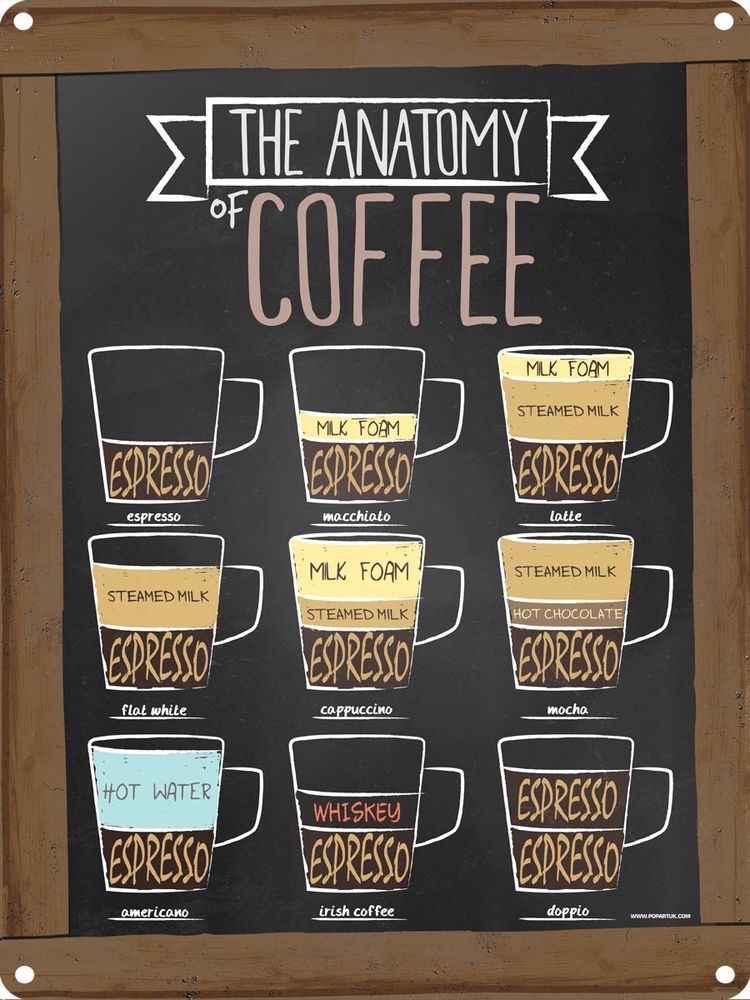 THE ANATOMY
OF COFFEE
ESPRESSO
espresso
MILK FOAM
ESPRESSO
macchiato
MILK FOAM
STEAMED MILK
ESPRESSO
latte
STEAMED MILK
ESPRESSO
flat white
MILK FOAM
STEAMED MILK
ESPRESSO
cappuccino
STEAMED MILK
HOT CHOCOLATE
ESPRESSO
mocha
HOT WATER
ESPRESSO
americano
WHISKEY
ESPRESSO
irish coffee
ESPRESSO
ESPRESSO
doppio
WWW.POPARTUK.COM